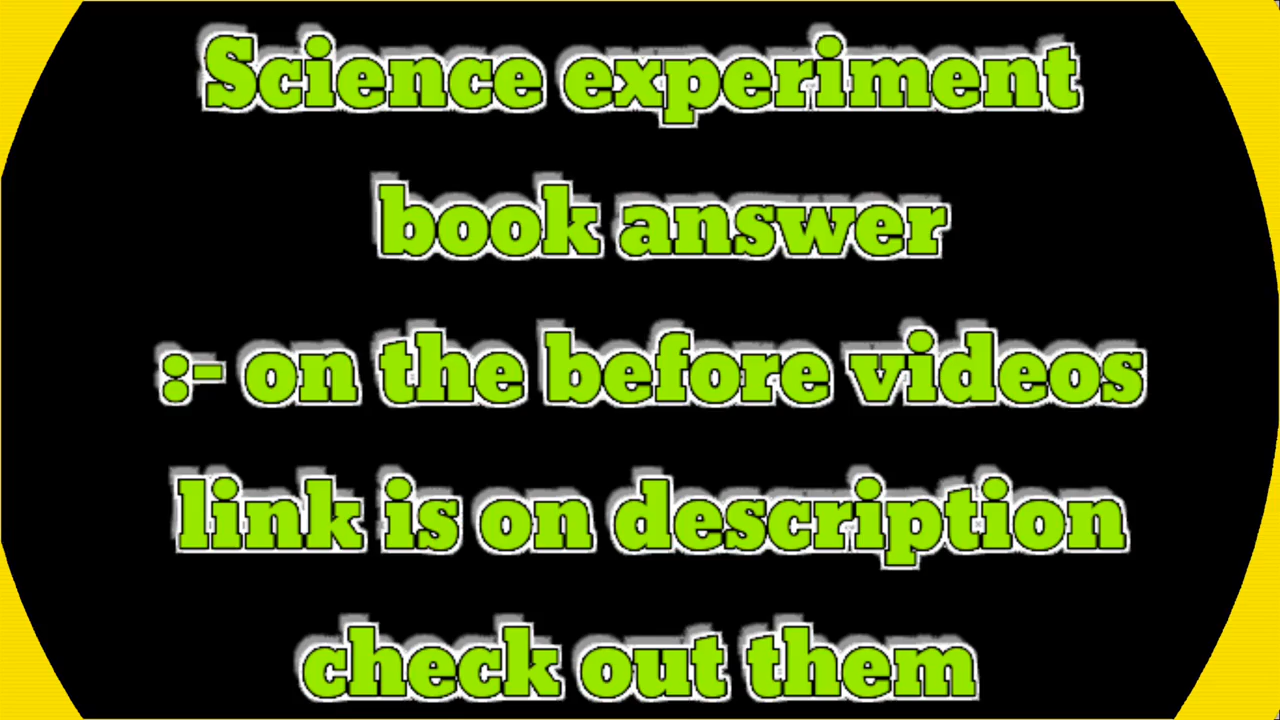 Science experiment
book answer
:- on the before videos
link is on description
check out them